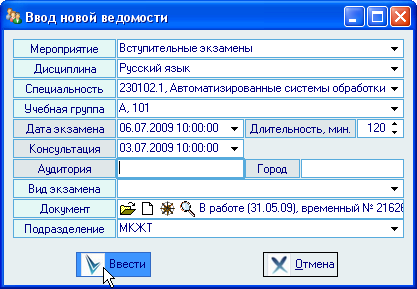 Ввод новой ведомости
Мероприятие Вступительные экзамены
Дисциплина Русский язык
Специальность 230102.1, Автоматизированные системы обработки
Учебная группа А, 101
Дата экзамена 06.07.2009 10:00:00 Длительность, мин. 120
Консультация 03.07.2009 10:00:00
Аудитория Город
Вид экзамена
Документ В работе (31.05.09), временный № 21626
Подразделение МКЖТ
Ввести Отмена